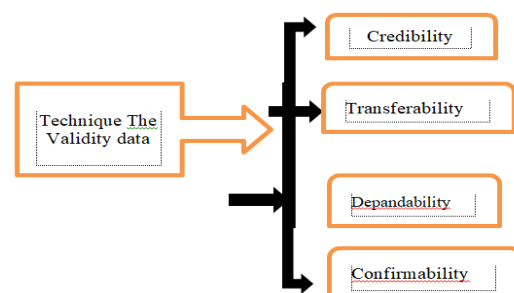 Credibility
Technique The
Validity data
Transferability
Depandability
Confirmability